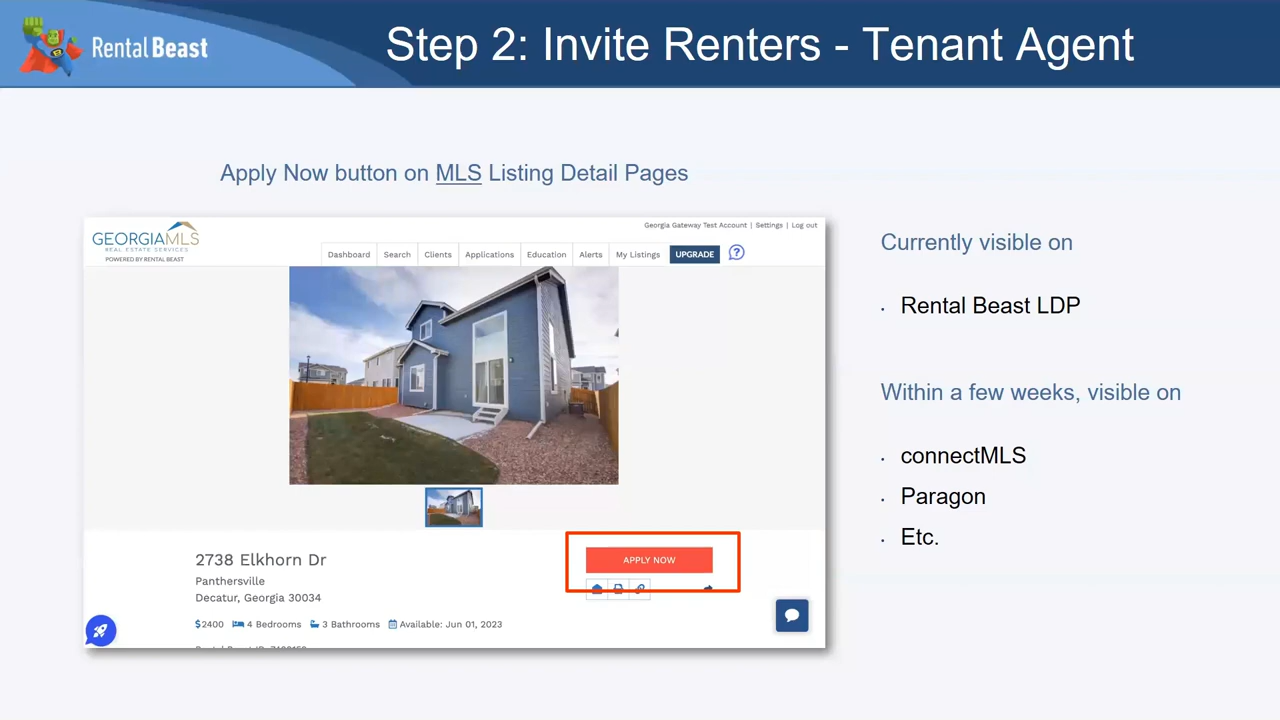 Rental Beast
Step 2: Invite Renters - Tenant Agent
Apply Now button on MLS Listing Detail Pages
GEORGIAMLS
REAL ESTATE SERVICES
POWERED BY RENTAL BEAST
Georgia Gateway Test Account | Settings | Log out
Dashboard Search Clients Applications Education Alerts My Listings UPGRADE ?
2738 Elkhorn Dr
Panthersville
Decatur, Georgia 30034
APPLY NOW
$2400 4 Bedrooms 3 Bathrooms Available: Jun 01, 2023
Currently visible on
· Rental Beast LDP
Within a few weeks, visible on
· connectMLS
· Paragon
· Etc.